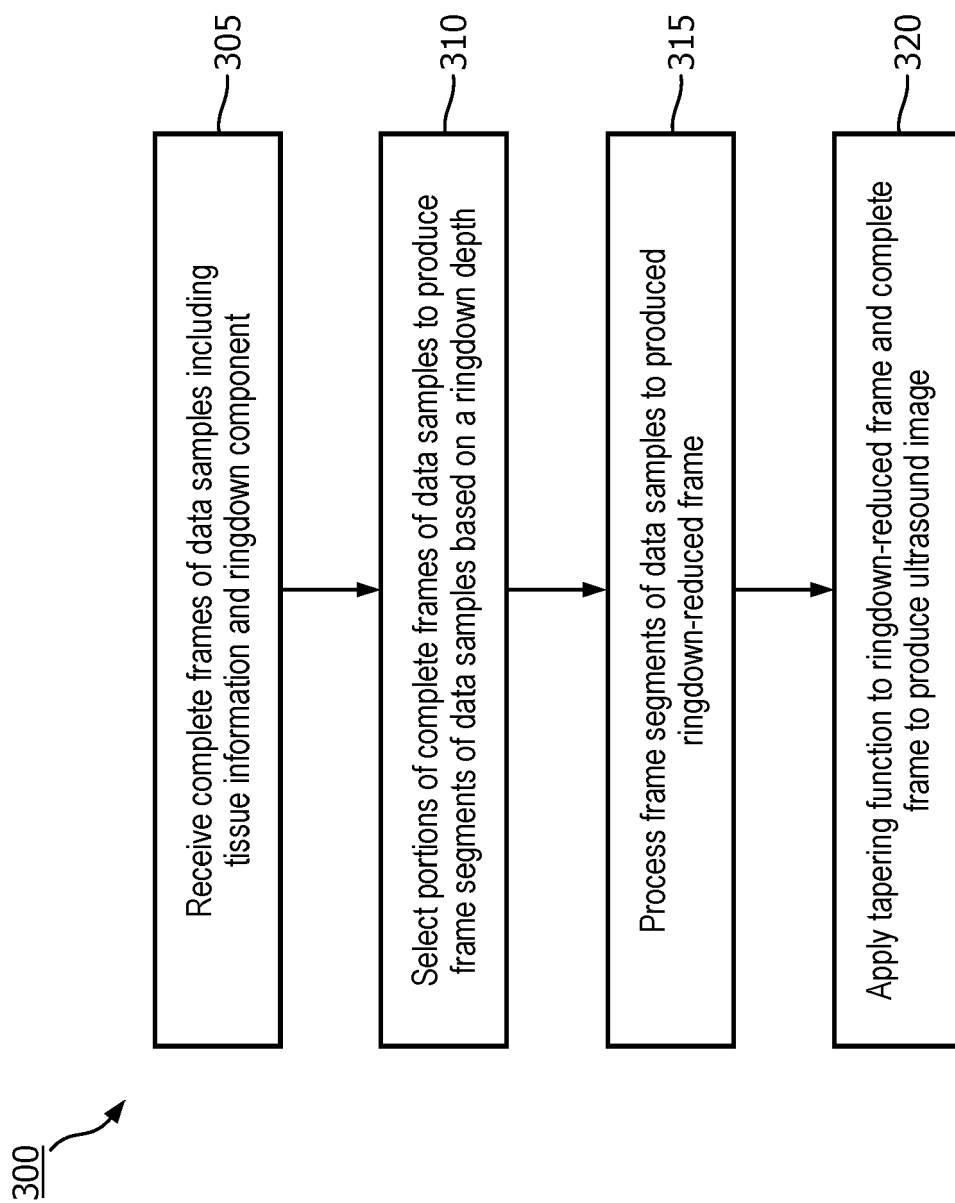 300
Receive complete frames of data samples including
tissue information and ringdown component
305
Select portions of complete frames of data samples to produce
frame segments of data samples based on a ringdown depth
310
Process frame segments of data samples to produced
ringdown-reduced frame
315
Apply tapering function to ringdown-reduced frame and complete
frame to produce ultrasound image
320